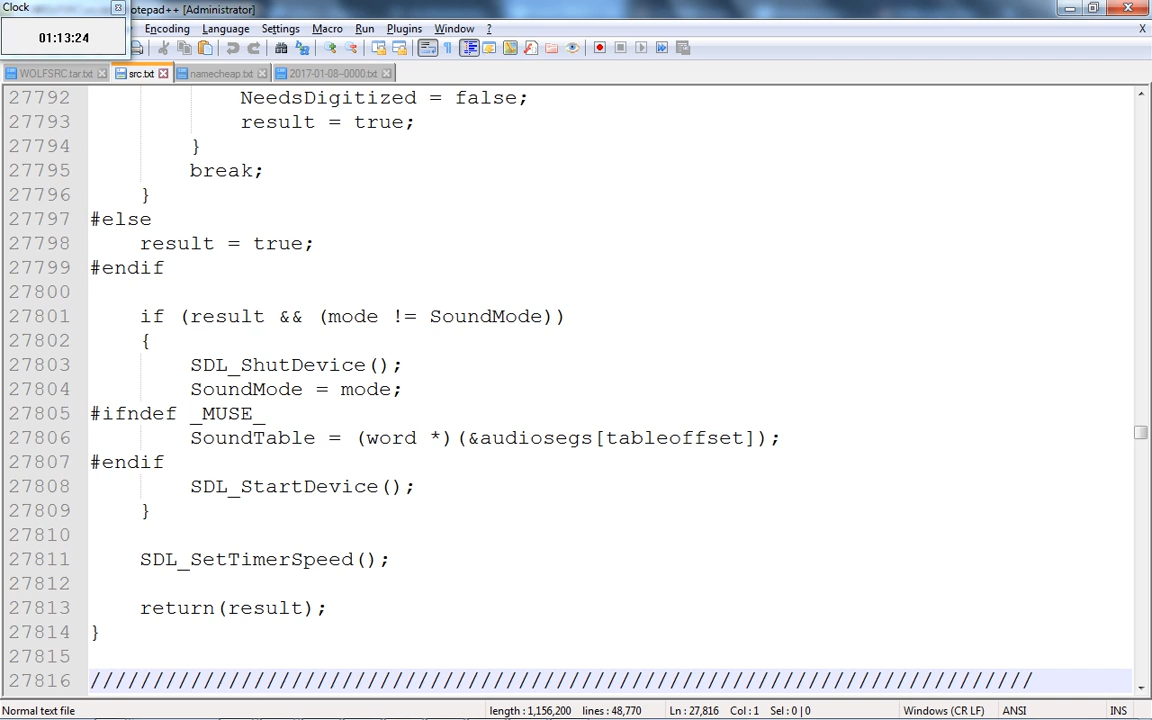 Clock
01:13:24
otepad++ [Administrator]
Encoding Language Settings Macro Run Plugins Window ?
X
WOLFSRC.tar.txt src.txt namecheap.txt 2017-01-08--0000.txt
27792 NeedsDigitized = false;
27793 result = true;
27794 }
27795 break;
27796 }
27797 #else
27798 result = true;
27799 #endif
27800
27801 if (result && (mode != SoundMode))
27802 {
27803 SDL_ShutDevice();
27804 SoundMode = mode;
27805 #ifndef _MUSE_
27806 SoundTable = (word *)(&audiosegs[tableoffset]);
27807 #endif
27808 SDL_StartDevice();
27809 }
27810
27811 SDL_SetTimerSpeed();
27812
27813 return(result);
27814 }
27815
27816 ///////////////////////////////////////////////////////////////////////////
Normal text file length : 1,156,200 lines : 48,770 Ln : 27,816 Col : 1 Sel : 0 | 0 Windows (CR LF) ANSI INS